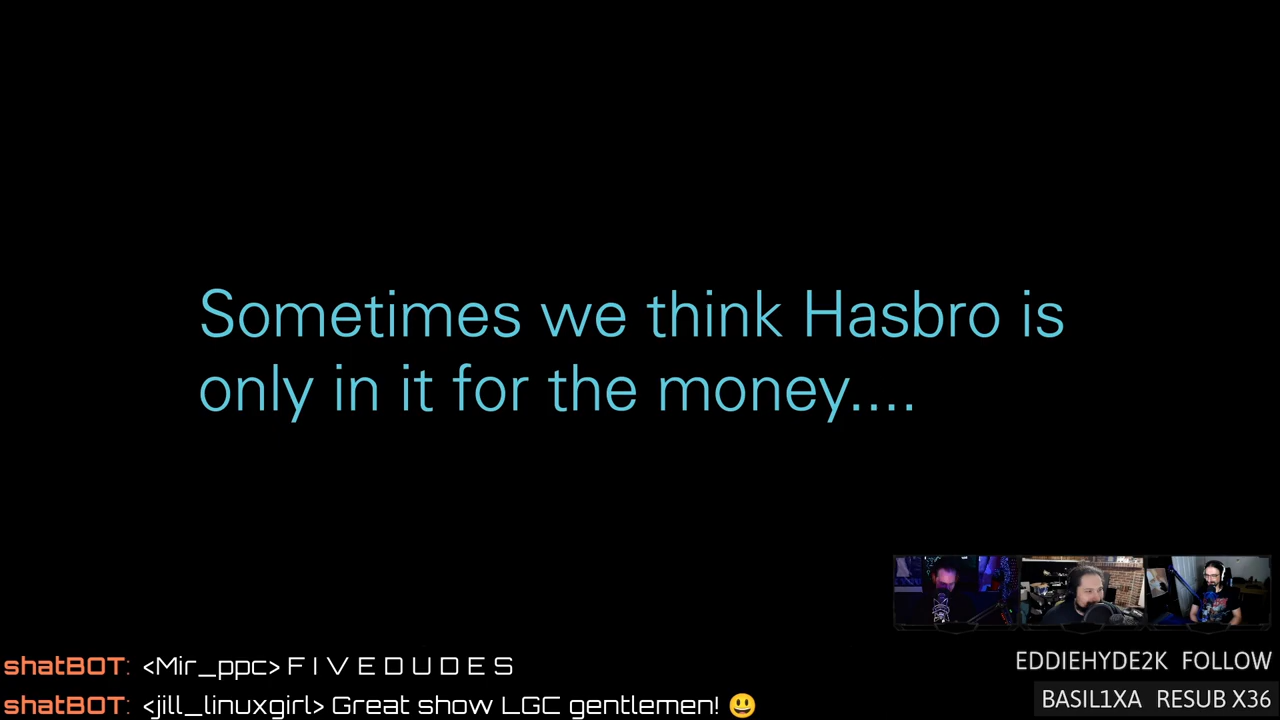 Sometimes we think Hasbro is
only in it for the money....
EDDIEHYDE2K FOLLOW
BASIL1XA RESUB X36
shatBOT: <Mir_ppc> F I V E D U D E S
shatBOT: <jill_linuxgirl> Great show LGC gentlemen! 😃